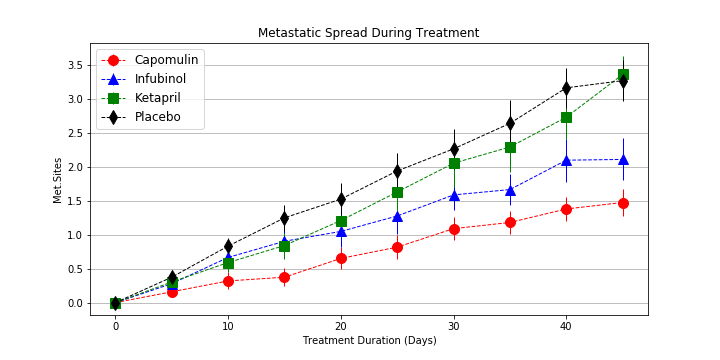 Metastatic Spread During Treatment
Capomulin
Infubinol
Ketapril
Placebo
Met.Sites
3.5
3.0
2.5
2.0
1.5
1.0
0.5
0.0
0 10 20 30 40
Treatment Duration (Days)